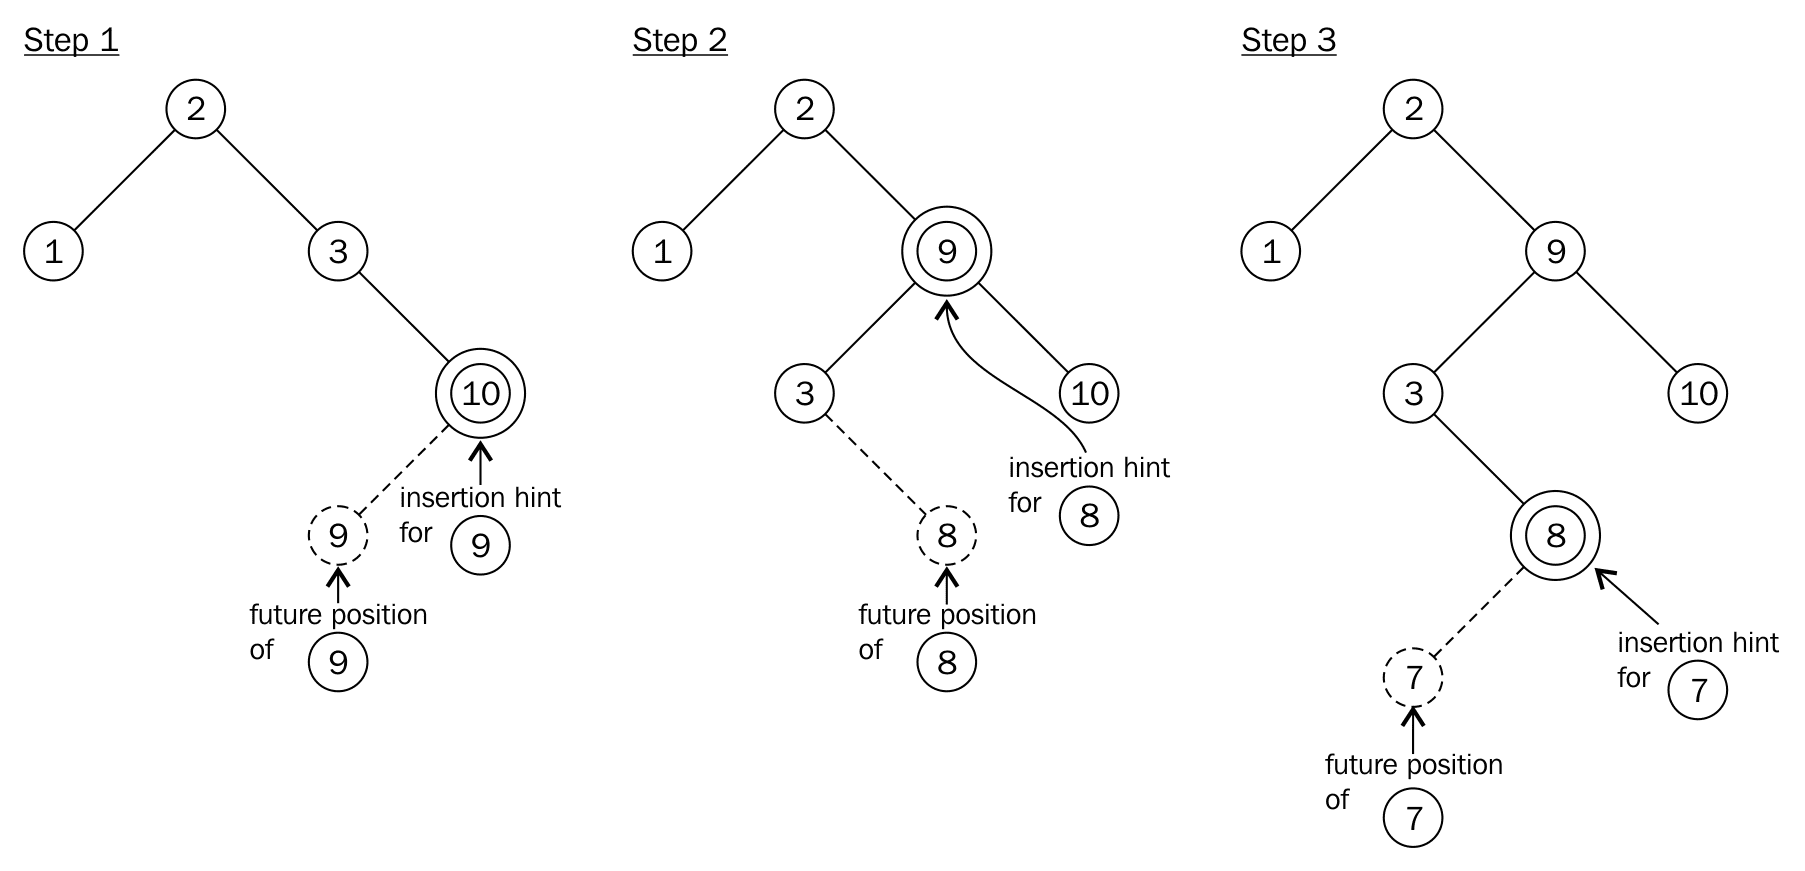 Step 1
2
1
3
10
insertion hint
for 9
9
future position
of 9
Step 2
2
1
9
3
10
insertion hint
for 8
8
future position
of 8
Step 3
2
1
9
3
10
8
insertion hint
for 7
7
future position
of 7